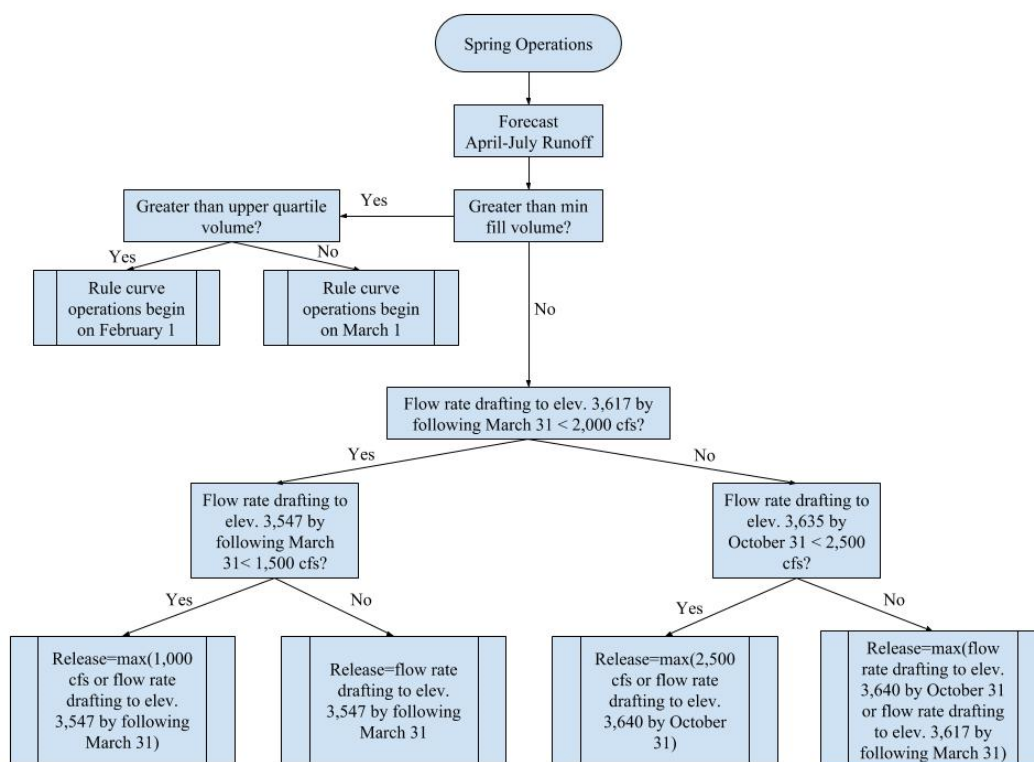 Spring Operations
Forecast
April-July Runoff
Yes
Greater than upper quartile
volume?
Greater than min
fill volume?
Yes
No
Rule curve
operations begin
on February 1
Rule curve
operations begin
on March 1
No
Flow rate drafting to elev. 3,617 by
following March 31 < 2,000 cfs?
Yes
No
Flow rate drafting to
elev. 3,547 by
following March
31< 1,500 cfs?
Flow rate drafting to
elev. 3,635 by
October 31 < 2,500
cfs?
Yes
No
Yes
No
Release=max(1,000
cfs or flow rate
drafting to elev.
3,547 by following
March 31)
Release=flow rate
drafting to elev.
3,547 by following
March 31
Release=max(2,500
cfs or flow rate
drafting to elev.
3,640 by October
31)
Release=max(flow
rate drafting to elev.
3,640 by October 31
or flow rate drafting
to elev. 3,617 by
following March 31)